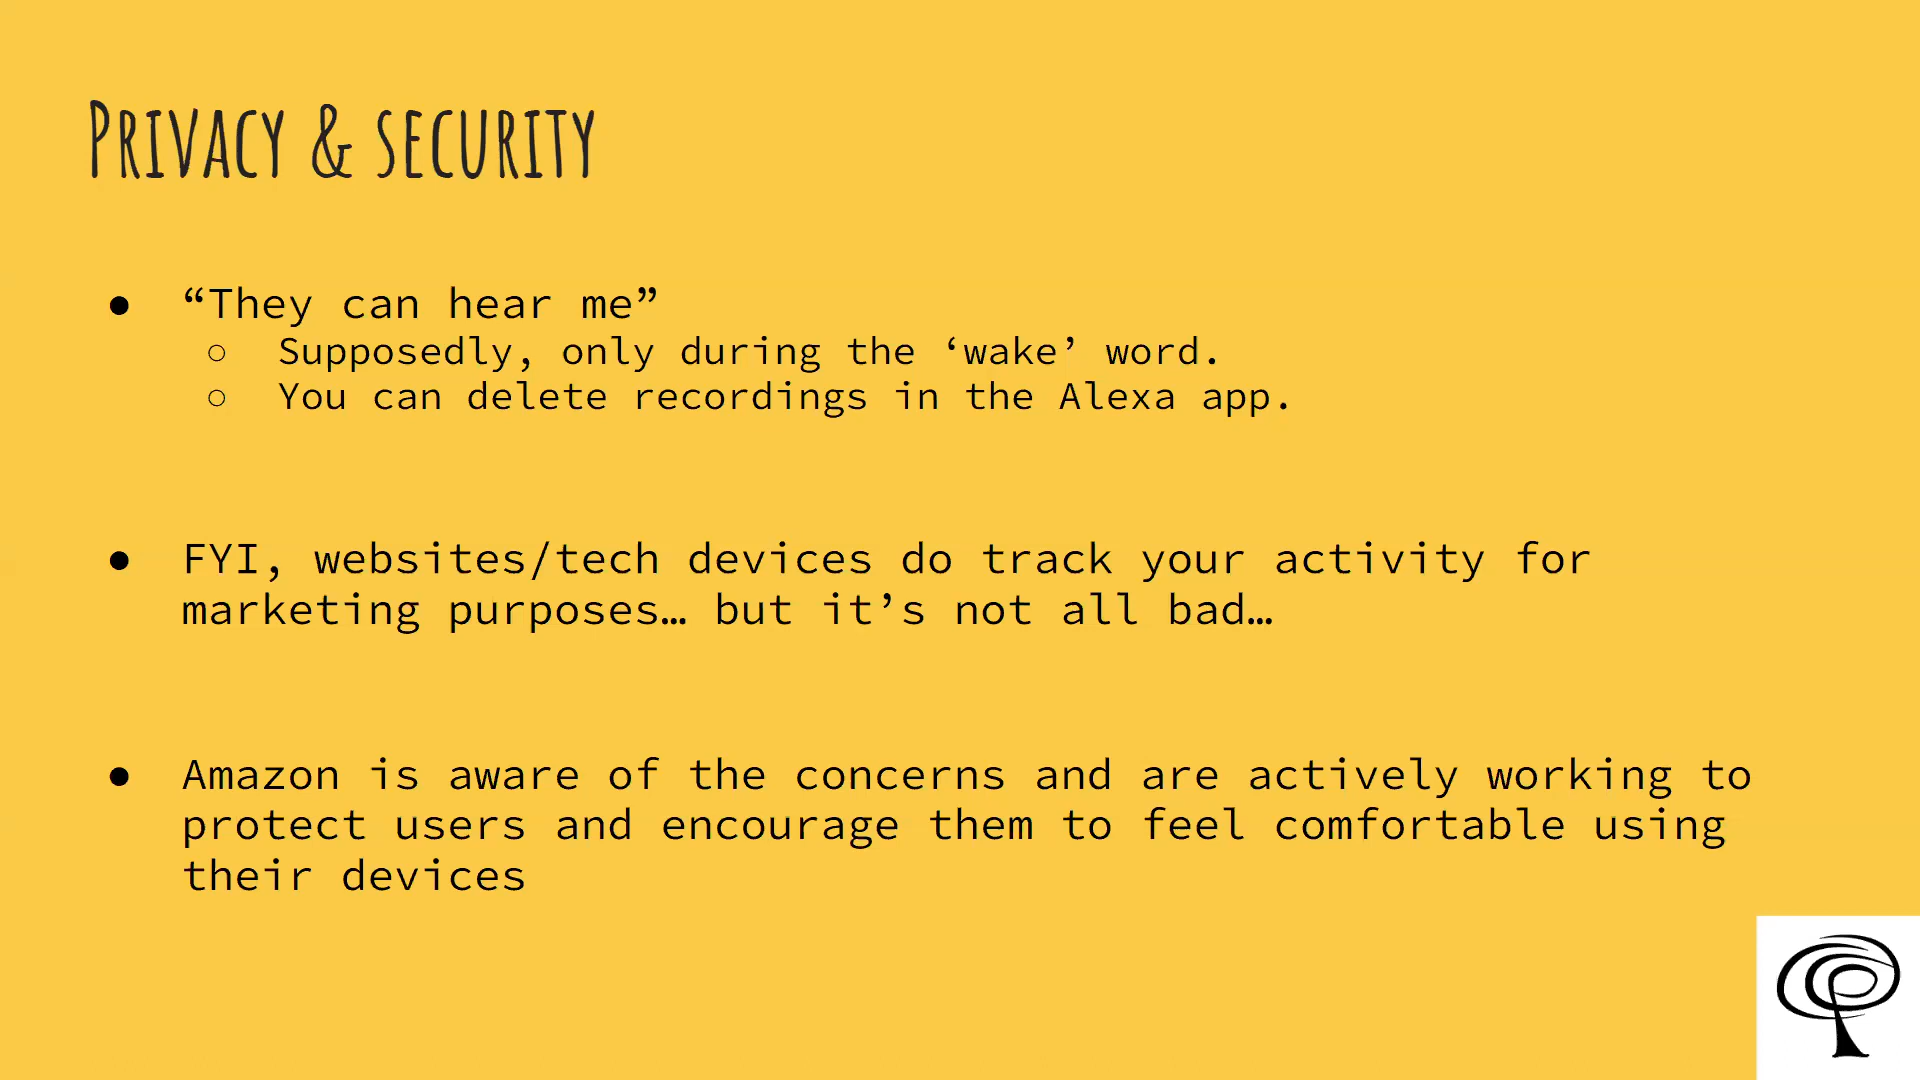 Privacy & security
● “They can hear me”
○ Supposedly, only during the ‘wake’ word.
○ You can delete recordings in the Alexa app.
● FYI, websites/tech devices do track your activity for
marketing purposes… but it’s not all bad…
● Amazon is aware of the concerns and are actively working to
protect users and encourage them to feel comfortable using
their devices